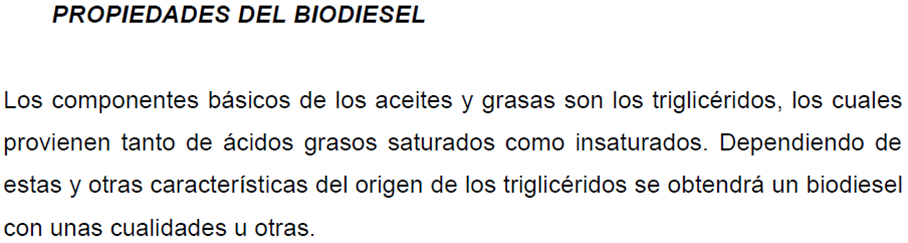 PROPIEDADES DEL BIODIESEL
Los componentes básicos de los aceites y grasas son los triglicéridos, los cuales
provienen tanto de ácidos grasos saturados como insaturados. Dependiendo de
estas y otras características del origen de los triglicéridos se obtendrá un biodiesel
con unas cualidades u otras.